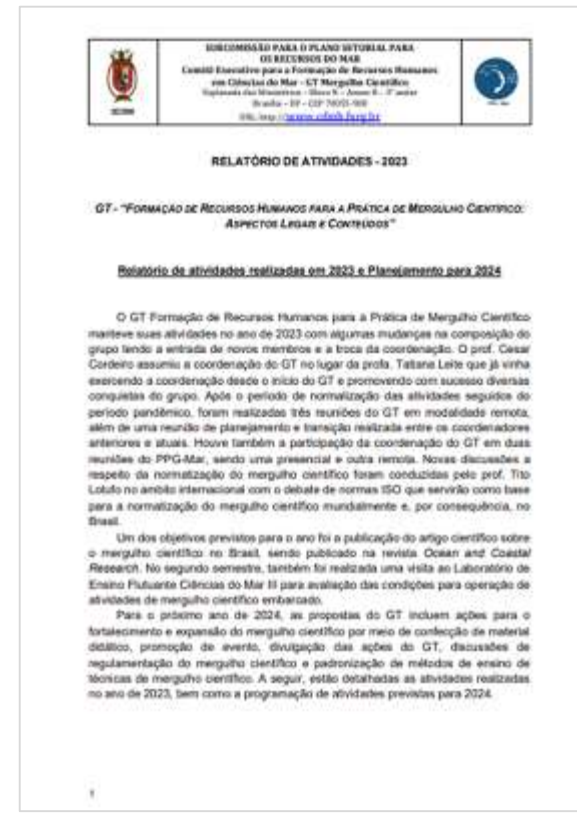 SUBCOMISSÃO PARA O PLANO SETORIAL PARA
OS RECURSOS DO MAR
Comitê Executivo para a Formação de Recursos Humanos
em Ciências do Mar - GT Mergulho Científico
Esplanada dos Ministérios - Bloco N - Anexo B - 3º andar
Brasília - DF - CEP
URL: http://www.cdmb.furg.br
RELATÓRIO DE ATIVIDADES - 2023
GT - "FORMAÇÃO DE RECURSOS HUMANOS PARA A PRÁTICA DE MERGULHO CIENTÍFICO:
ASPECTOS LEGAIS E CONTEÚDOS"
Relatório de atividades realizadas em 2023 e Planejamento para 2024
O GT Formação de Recursos Humanos para a Prática de Mergulho Científico
manteve suas atividades no ano de 2023 com algumas mudanças na composição do
grupo tendo a entrada de novos membros e a troca da coordenação. O prof. Cesar
Cordeiro assumiu a coordenação do GT no lugar da profa. Tatiana Leite que já vinha
exercendo a coordenação desde o início do GT e promovendo com sucesso diversas
conquistas do grupo. Após o período de normalização das atividades seguidos do
período pandêmico, foram realizadas três reuniões do GT em modalidade remota,
além de uma reunião de planejamento e transição realizada entre os coordenadores
anteriores e atuais. Houve também a participação da coordenação do GT em duas
reuniões do PPG-Mar, sendo uma presencial e outra remota. Novas discussões a
respeito da normatização do mergulho científico foram conduzidas pelo prof. Tito
Lotufo no ambito internacional com o debate de normas ISO que servirão como base
para a normatização do mergulho científico mundialmente e, por consequência, no
Brasil.
Um dos objetivos previstos para o ano foi a publicação do artigo científico sobre
o mergulho científico no Brasil, sendo publicado na revista Ocean and Coastal
Research. No segundo semestre, também foi realizada uma visita ao Laboratório de
Ensino Flutuante Ciências do Mar III para avaliação das condições para operação de
atividades de mergulho científico embarcado.
Para o próximo ano de 2024, as propostas do GT incluem ações para o
fortalecimento e expansão do mergulho científico por meio de confecção de material
didático, promoção de evento, divulgação das ações do GT, discussões de
regulamentação do mergulho científico e padronização de métodos de ensino de
técnicas de mergulho científico. A seguir, estão detalhadas as atividades realizadas
no ano de 2023, bem como a programação de atividades previstas para 2024.
1